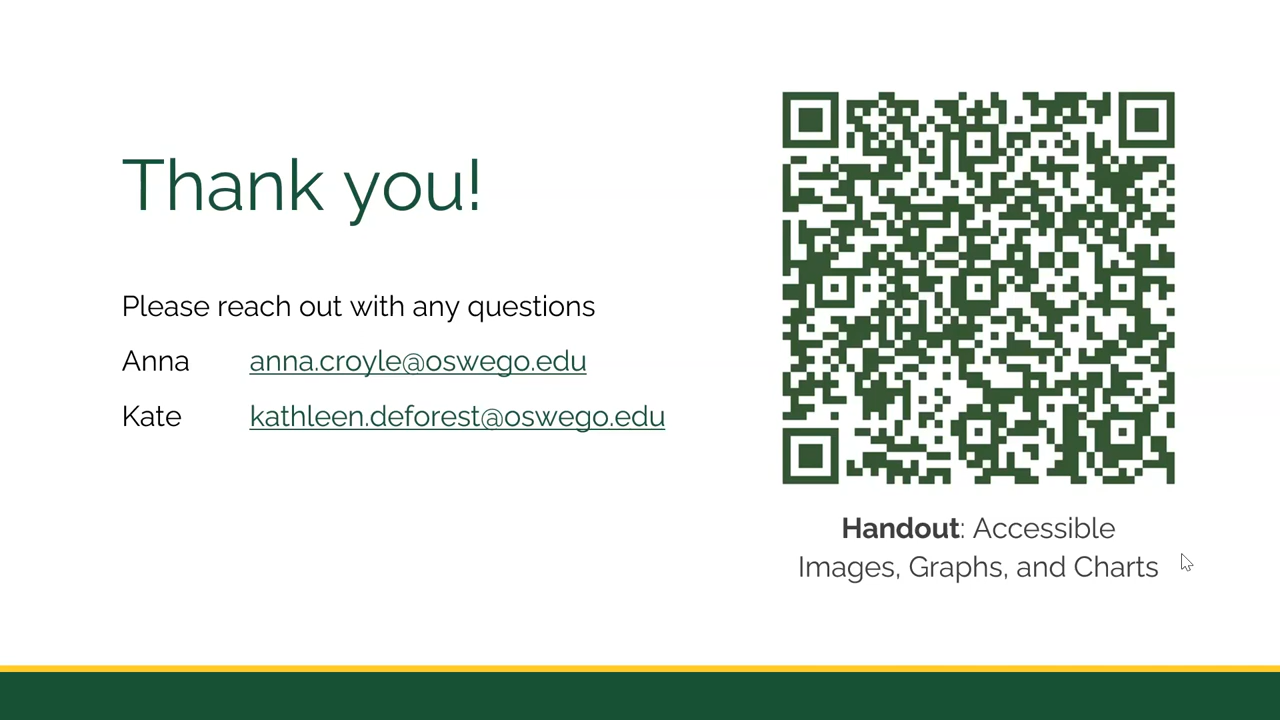 Thank you!
Please reach out with any questions
Anna anna.croyle@oswego.edu
Kate kathleen.deforest@oswego.edu
Handout: Accessible
Images, Graphs, and Charts